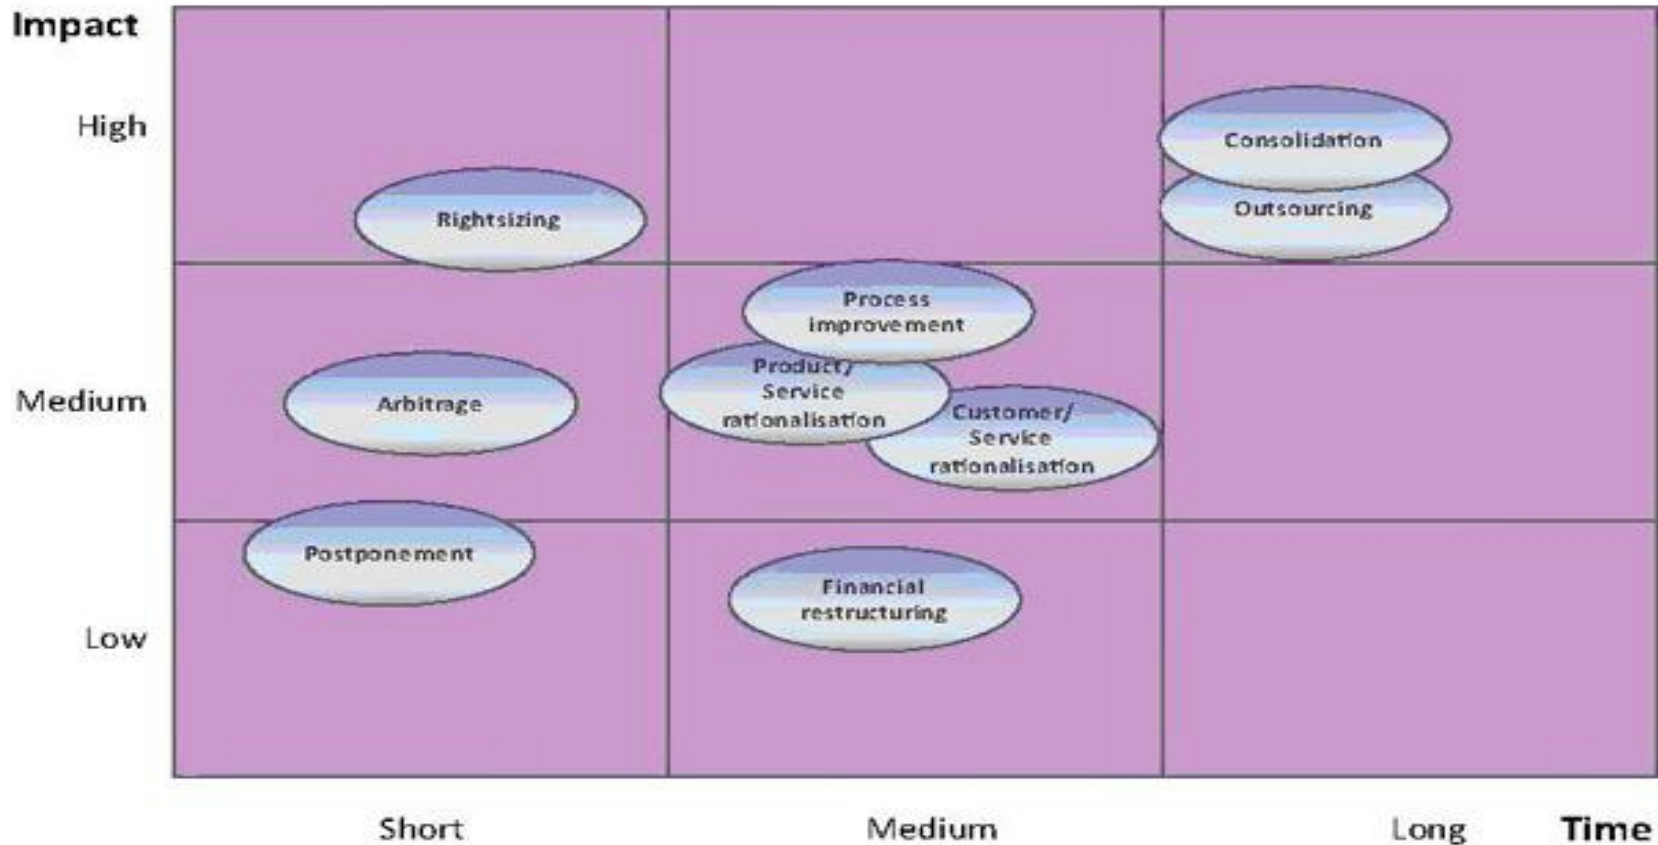 Impact
High
Consolidation
Rightsizing
Outsourcing
Process
improvement
Product/
Service
rationalisation
Medium
Arbitrage
Customer/
Service
rationalisation
Postponement
Financial
restructuring
Low
Short
Medium
Long
Time